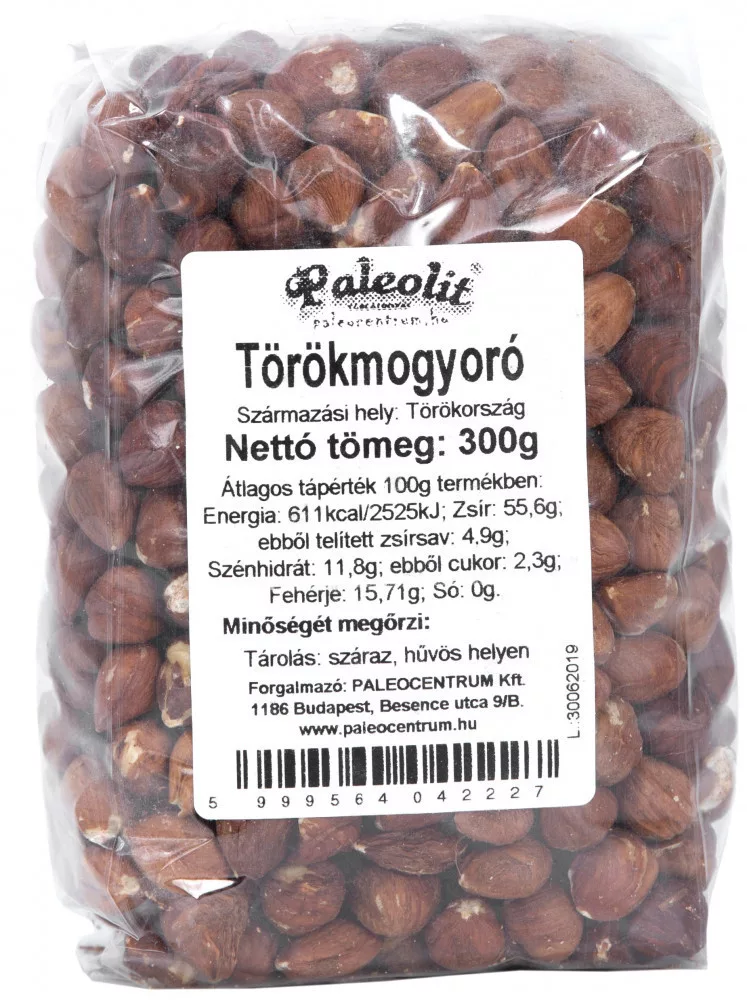 Paleolit
paleocentrum.hu
Törökmogyoró
Származási hely: Törökország
Nettó tömeg: 300g
Átlagos tápérték 100g termékben:
Energia: 611kcal/2525kJ; Zsír: 55,6g;
ebből telített zsírsav: 4,9g;
Szénhidrát: 11,8g; ebből cukor: 2,3g;
Fehérje: 15,71g; Só: 0g.
Minőségét megőrzi:
Tárolás: száraz, hűvös helyen
Forgalmazó: PALEOCENTRUM Kft.
1186 Budapest, Besence utca 9/B.
www.paleocentrum.hu
L.:30062019
5 999564 042227